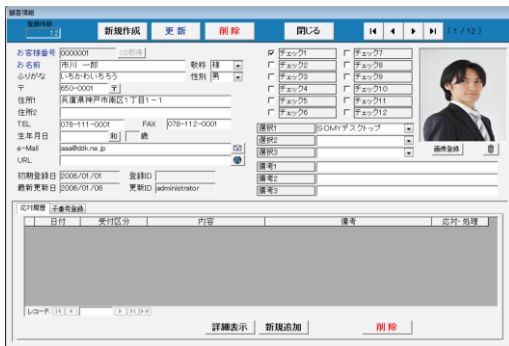 顧客情報
登録件数
12
新規作成 更新 削除 閉じる (1/12)
お客様番号 0000001 CD取得
お名前 市川 一郎 敬称 様
ふりがな いちかわいちろう 性別 男
〒 650-0001 〒
住所1 兵庫県神戸市南区1丁目1-1
住所2
TEL 078-111-0001 FAX 078-112-0001
生年月日 和 歳
e-Mail aaa@ddk.ne.jp
URL
初期登録日 2006/01/01 登録ID
最新更新日 2006/01/06 更新ID administrator
チェック1 チェック7
チェック2 チェック8
チェック3 チェック9
チェック4 チェック10
チェック5 チェック11
チェック6 チェック12
選択1 SOMYデスクトップ
選択2
選択3
備考1
備考2
備考3
画像登録
応対履歴 子番号登録
日付 受付区分 内容 備考 応対・処理
レコード:
詳細表示 新規追加 削除